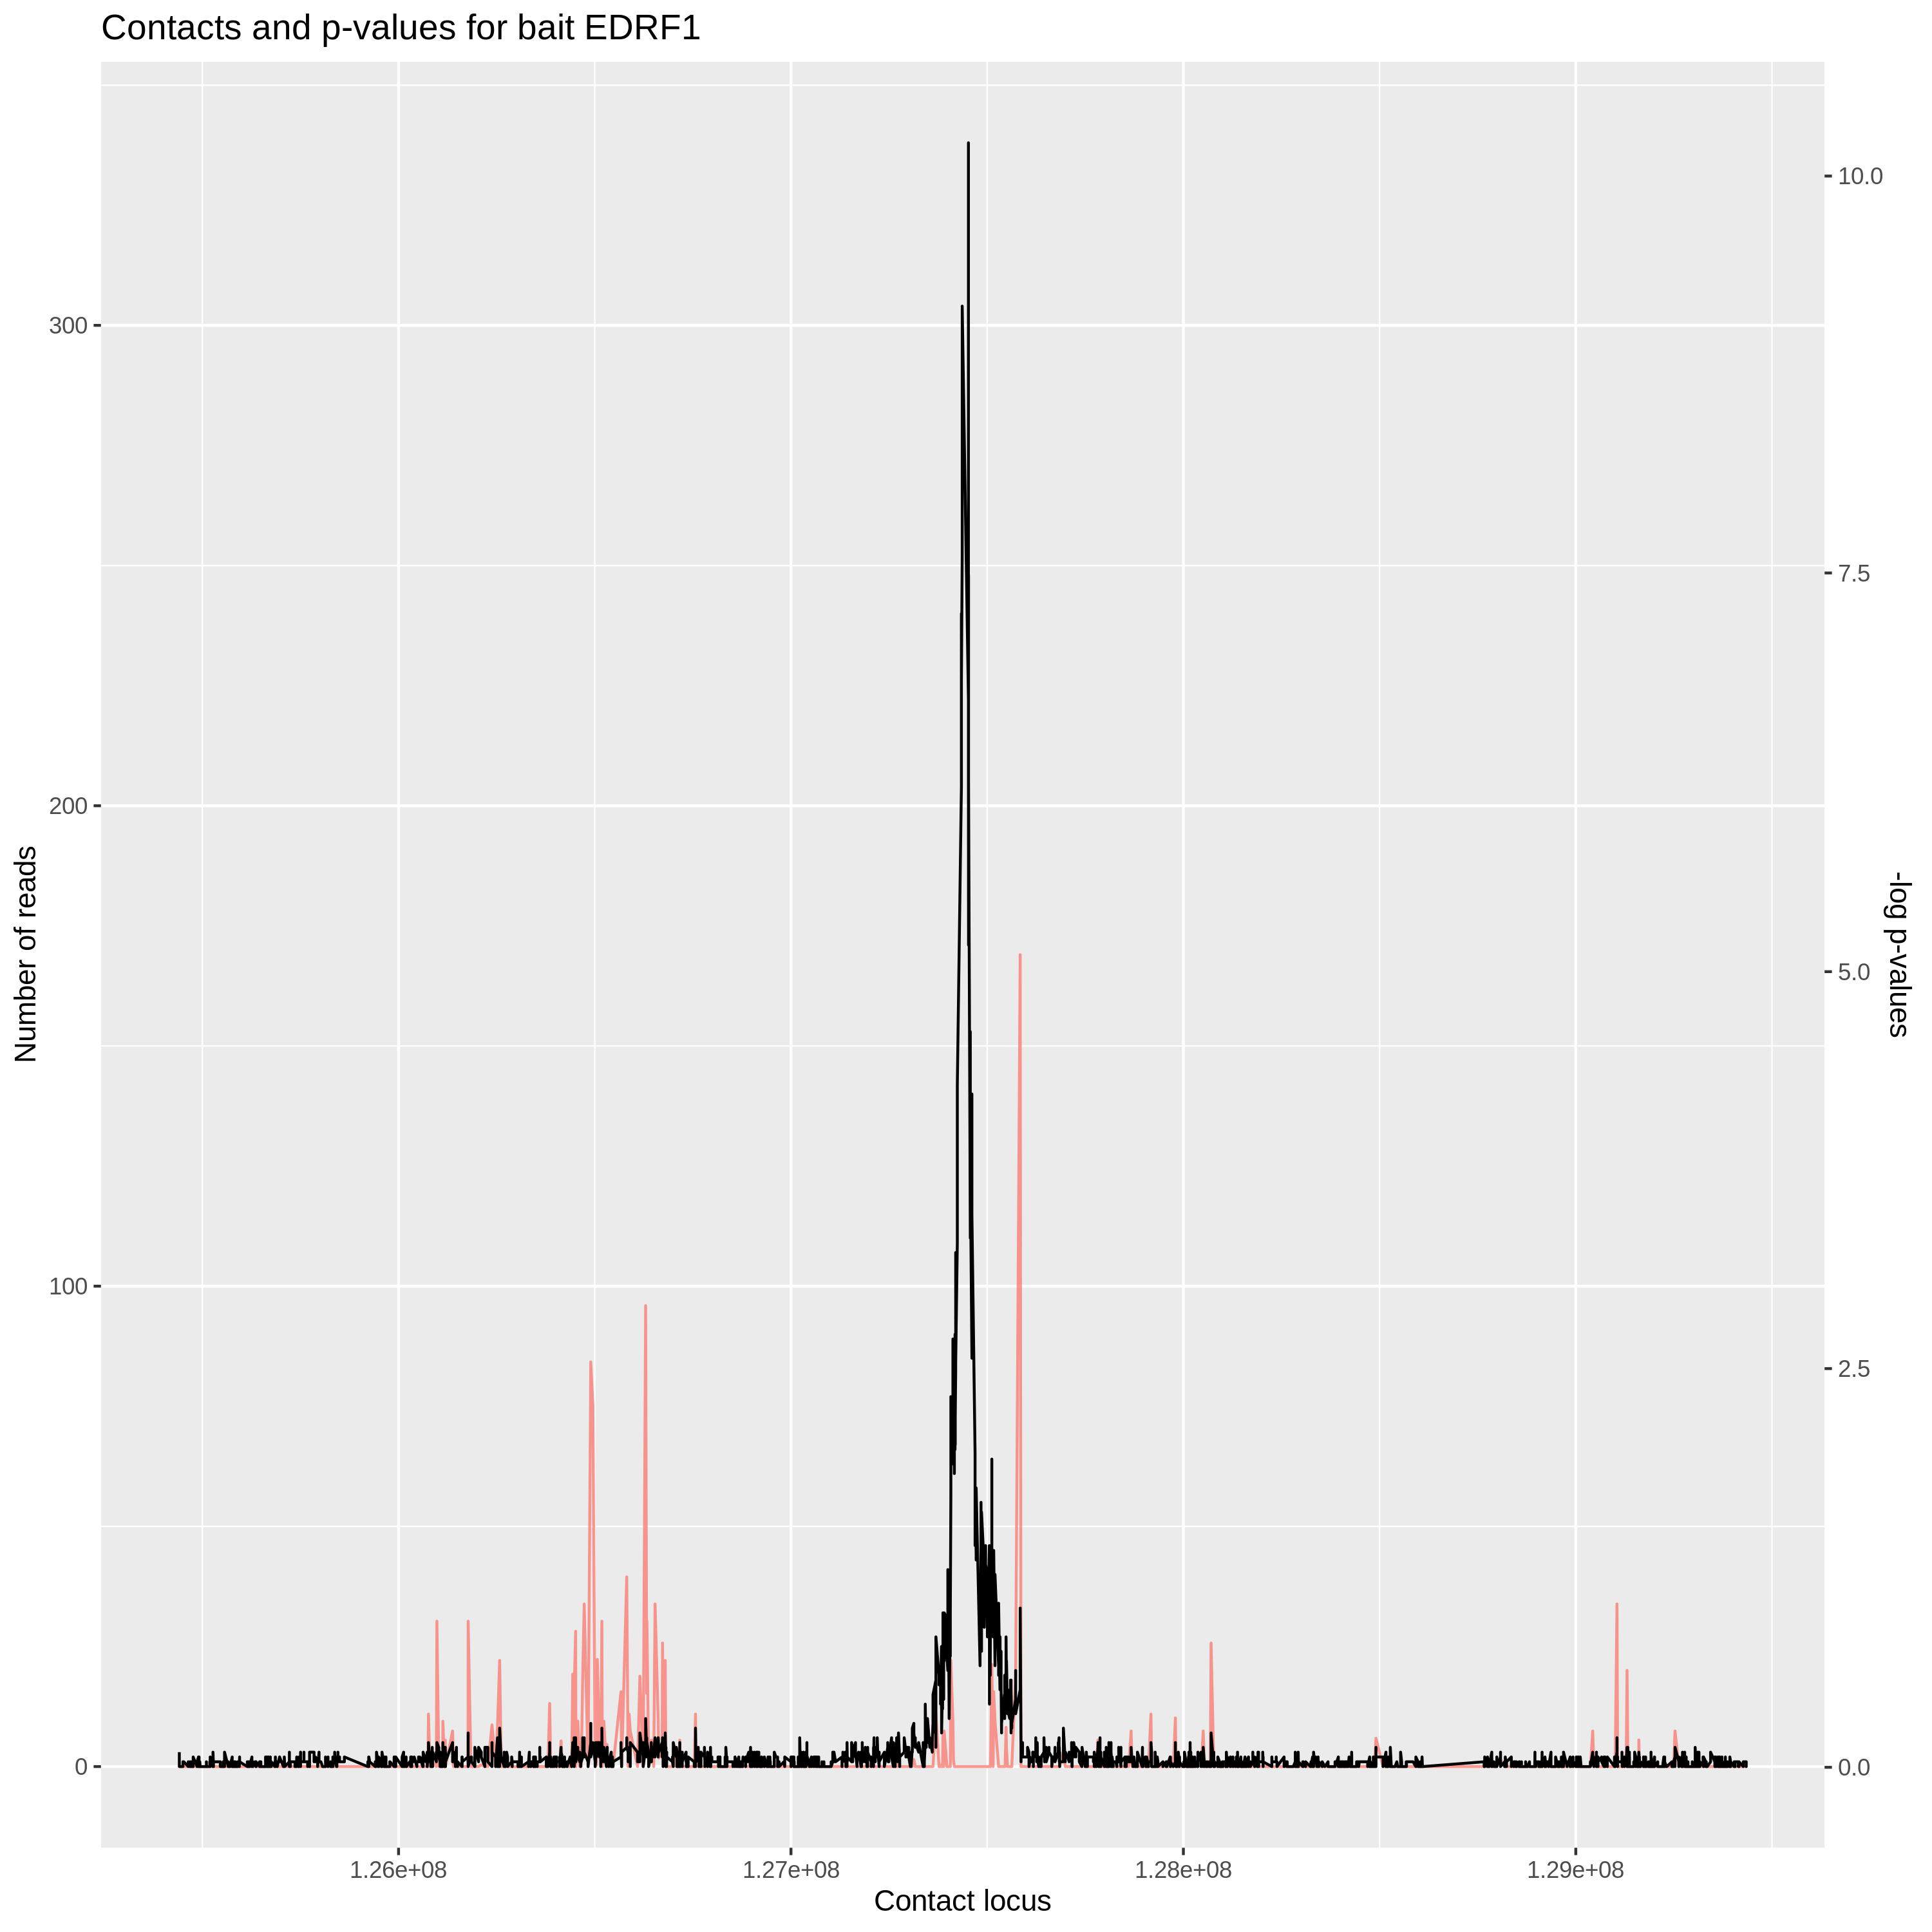 Contacts and p-values for bait EDRF1
Number of reads
300
200
100
0
10.0
7.5
5.0
2.5
0.0
-log p-values
1.26e+08
1.27e+08
1.28e+08
1.29e+08
Contact locus